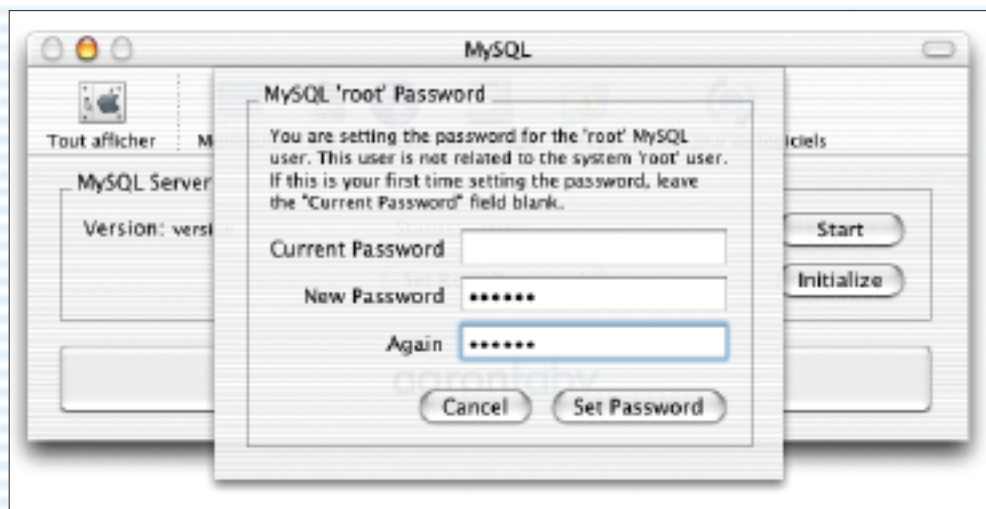 MySQL
Tout afficher
MySQL 'root' Password
You are setting the password for the 'root' MySQL
user. This user is not related to the system 'root' user.
If this is your first time setting the password, leave
the "Current Password" field blank.
MySQL Server
Version:
Start
Initialize
Current Password
New Password ••••••
Again ••••••
Cancel
Set Password